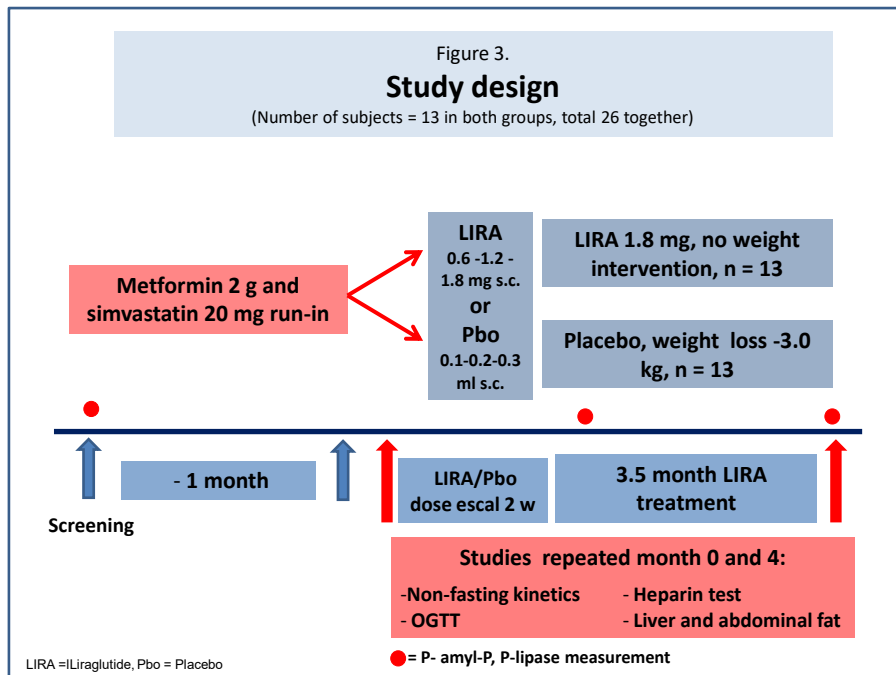 Figure 3.
Study design
(Number of subjects = 13 in both groups, total 26 together)
Metformin 2 g and
simvastatin 20 mg run-in
LIRA
0.6 -1.2 -
1.8 mg s.c.
or
Pbo
0.1-0.2-0.3
ml s.c.
LIRA 1.8 mg, no weight
intervention, n = 13
Placebo, weight loss -3.0
kg, n = 13
- 1 month
Screening
LIRA/Pbo
dose escal 2 w
3.5 month LIRA
treatment
Studies repeated month 0 and 4:
-Non-fasting kinetics
- OGTT
- Heparin test
- Liver and abdominal fat
= P- amyl-P, P-lipase measurement
LIRA =lLiraglutide, Pbo = Placebo